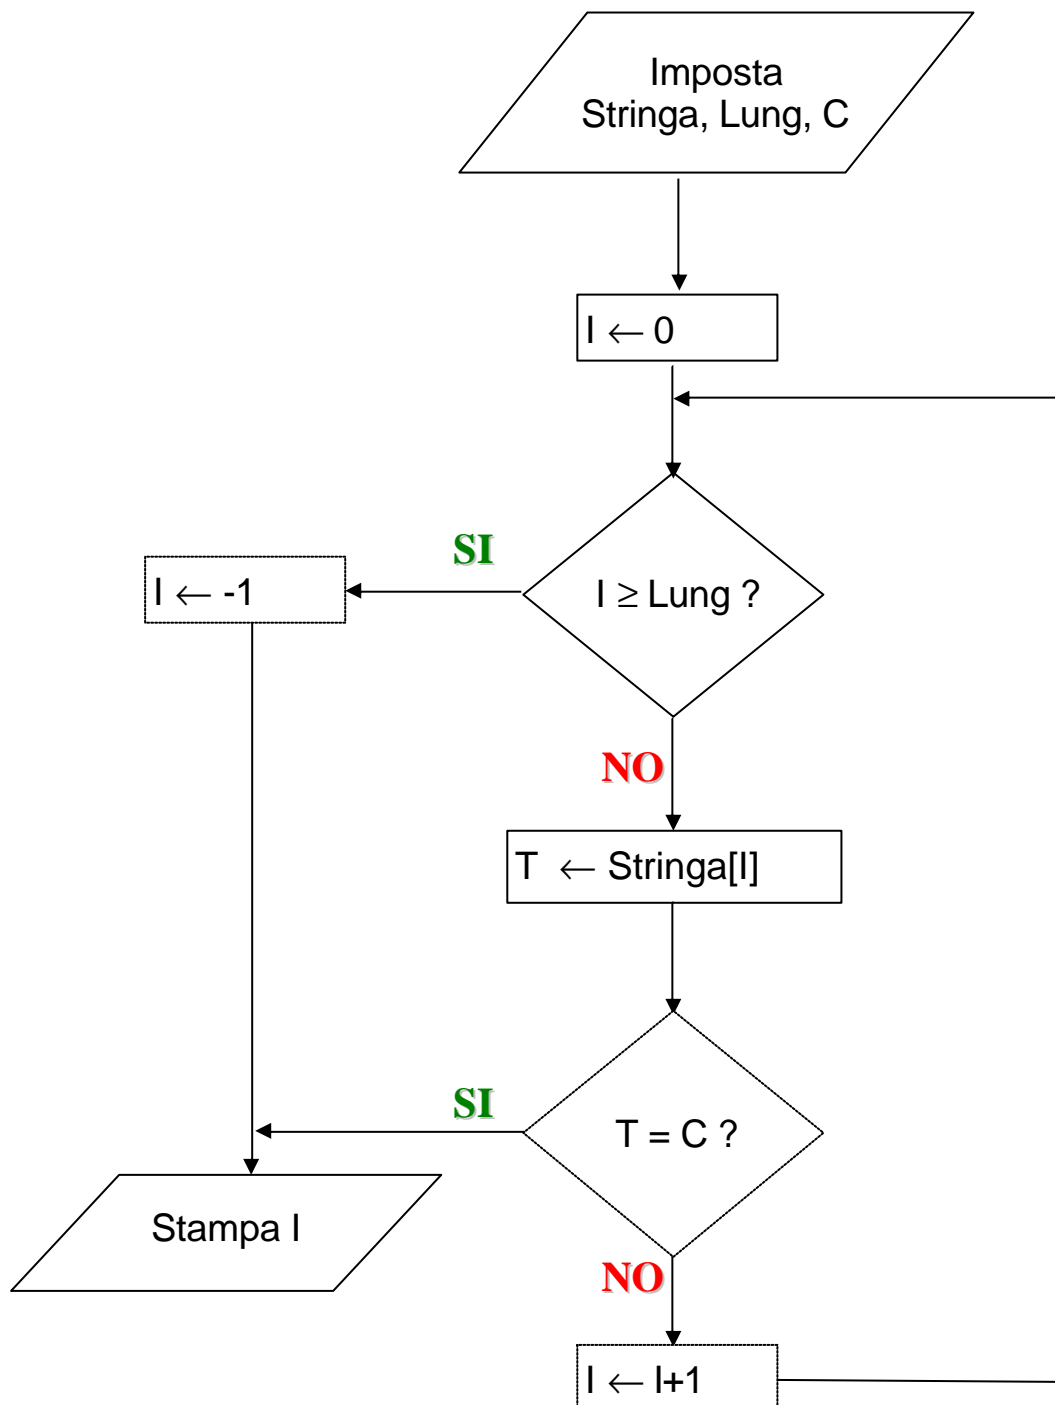 Imposta
Stringa, Lung, C
I ← 0
SI
I ← -1
I ≥ Lung ?
NO
T ← Stringa[I]
SI
T = C ?
Stampa I
NO
I ← I+1